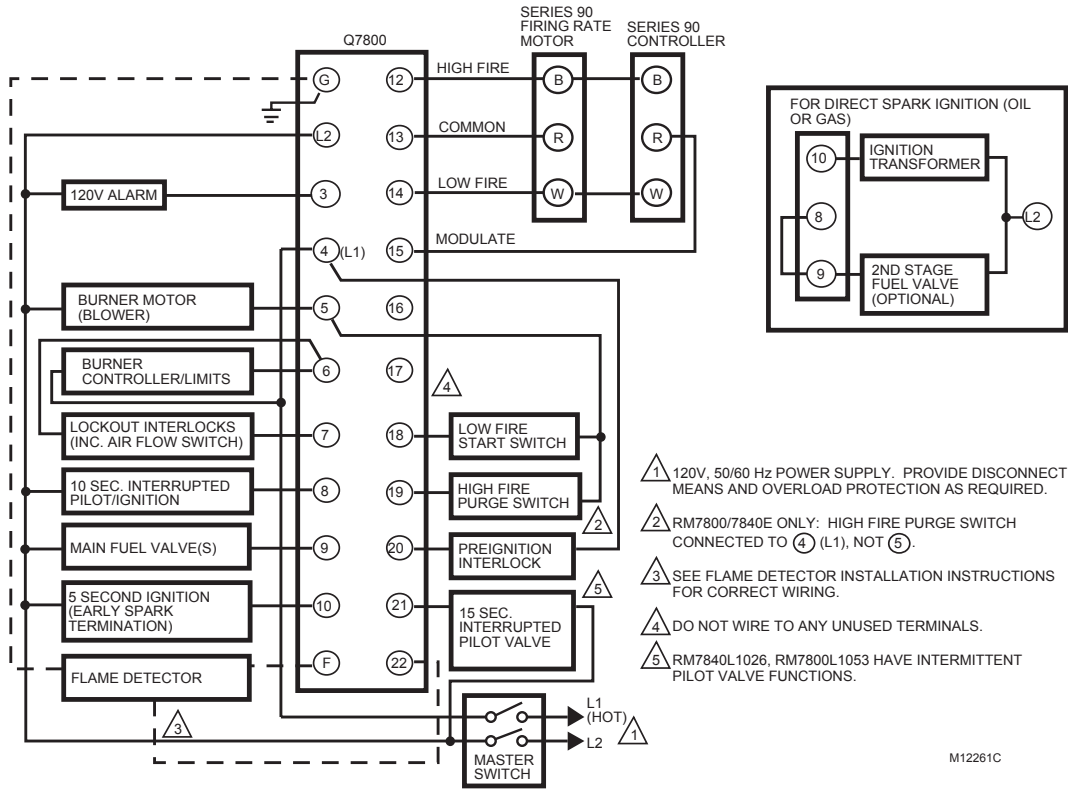 Q7800
SERIES 90
FIRING RATE
MOTOR
SERIES 90
CONTROLLER
G
12
HIGH FIRE
B
B
L2
13
COMMON
R
R
120V ALARM
3
14
LOW FIRE
W
W
4
(L1)
15
MODULATE
BURNER MOTOR
(BLOWER)
5
16
BURNER
CONTROLLER/LIMITS
6
17
4
LOCKOUT INTERLOCKS
(INC. AIR FLOW SWITCH)
7
18
LOW FIRE
START SWITCH
10 SEC. INTERRUPTED
PILOT/IGNITION
8
19
HIGH FIRE
PURGE SWITCH
2
MAIN FUEL VALVE(S)
9
20
PREIGNITION
INTERLOCK
5
5 SECOND IGNITION
(EARLY SPARK
TERMINATION)
10
21
15 SEC.
INTERRUPTED
PILOT VALVE
FLAME DETECTOR
F
22
3
L1
(HOT)
1
L2
MASTER
SWITCH
FOR DIRECT SPARK IGNITION (OIL
OR GAS)
10
IGNITION
TRANSFORMER
8
L2
9
2ND STAGE
FUEL VALVE
(OPTIONAL)
1 120V, 50/60 Hz POWER SUPPLY. PROVIDE DISCONNECT
MEANS AND OVERLOAD PROTECTION AS REQUIRED.
2 RM7800/7840E ONLY: HIGH FIRE PURGE SWITCH
CONNECTED TO 4 (L1), NOT 5.
3 SEE FLAME DETECTOR INSTALLATION INSTRUCTIONS
FOR CORRECT WIRING.
4 DO NOT WIRE TO ANY UNUSED TERMINALS.
5 RM7840L1026, RM7800L1053 HAVE INTERMITTENT
PILOT VALVE FUNCTIONS.
M12261C